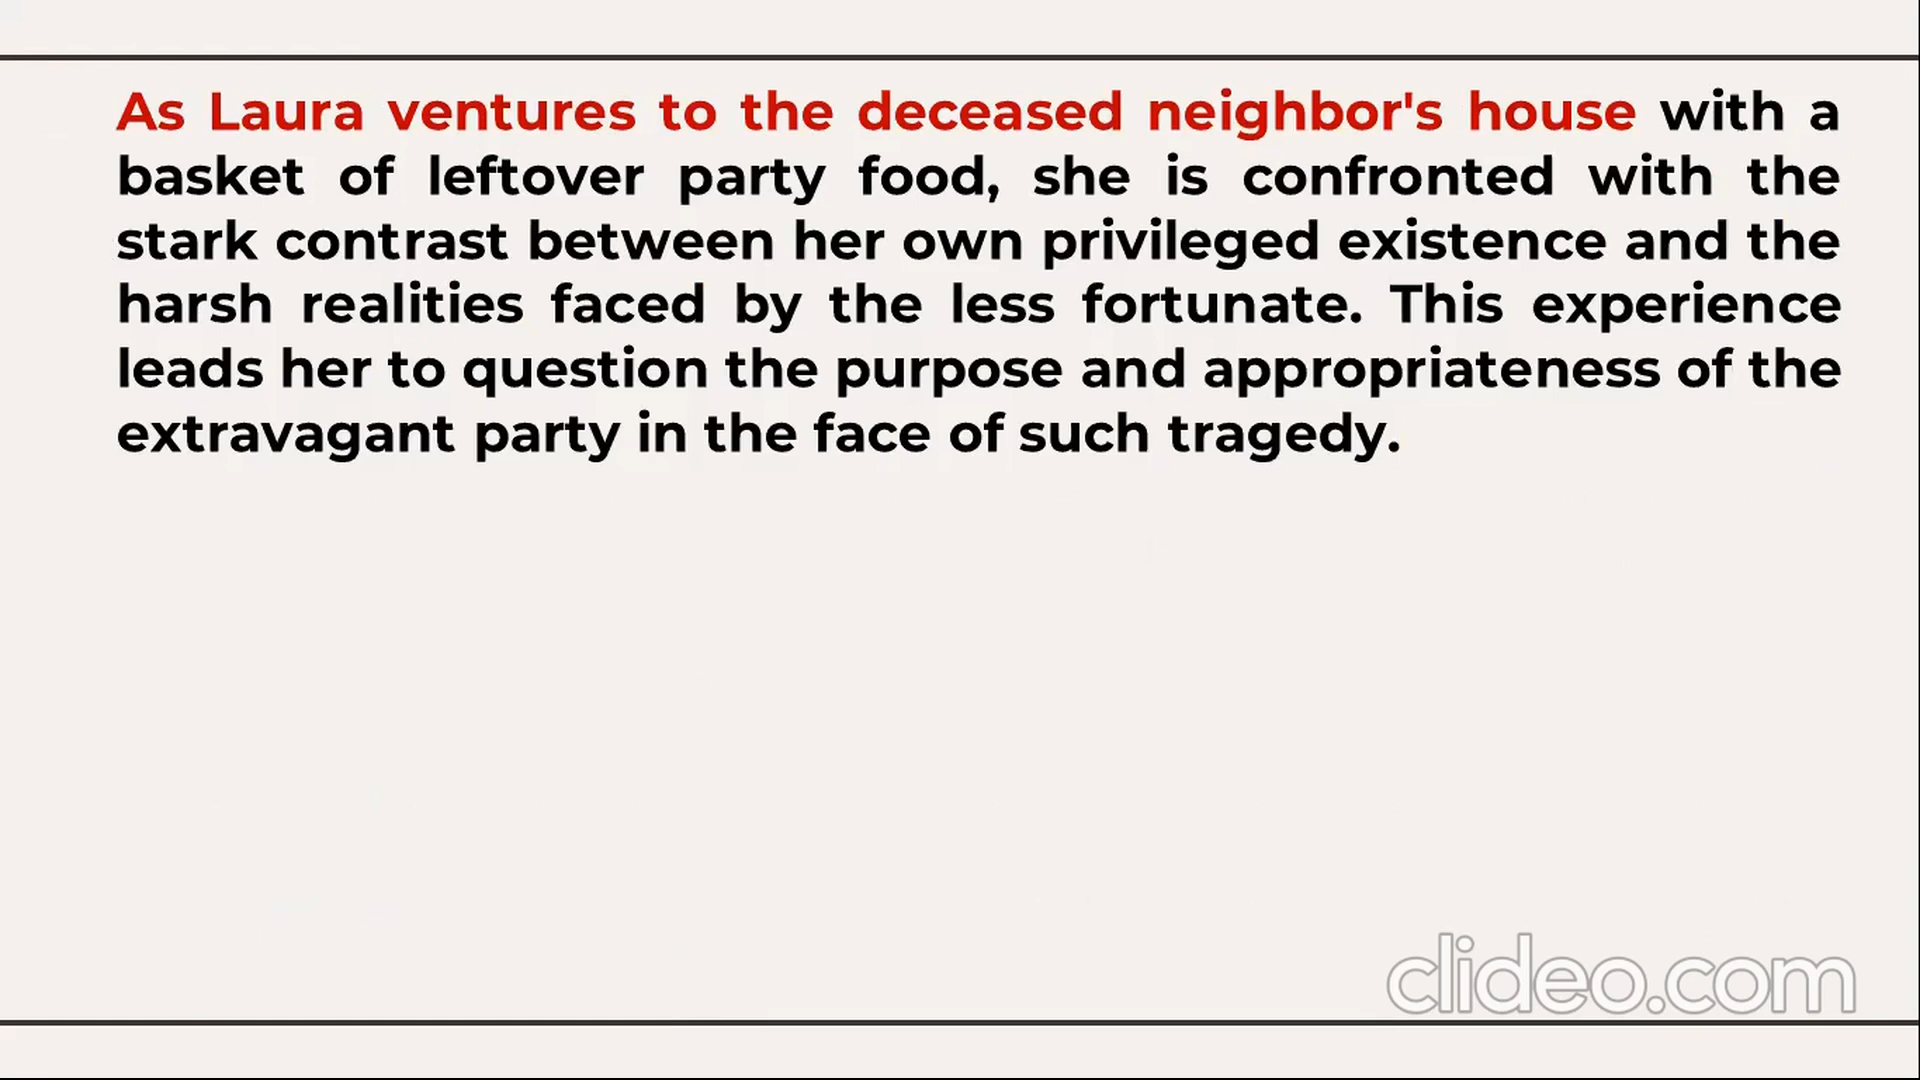 As Laura ventures to the deceased neighbor's house with a
basket of leftover party food, she is confronted with the
stark contrast between her own privileged existence and the
harsh realities faced by the less fortunate. This experience
leads her to question the purpose and appropriateness of the
extravagant party in the face of such tragedy.
clideo.com